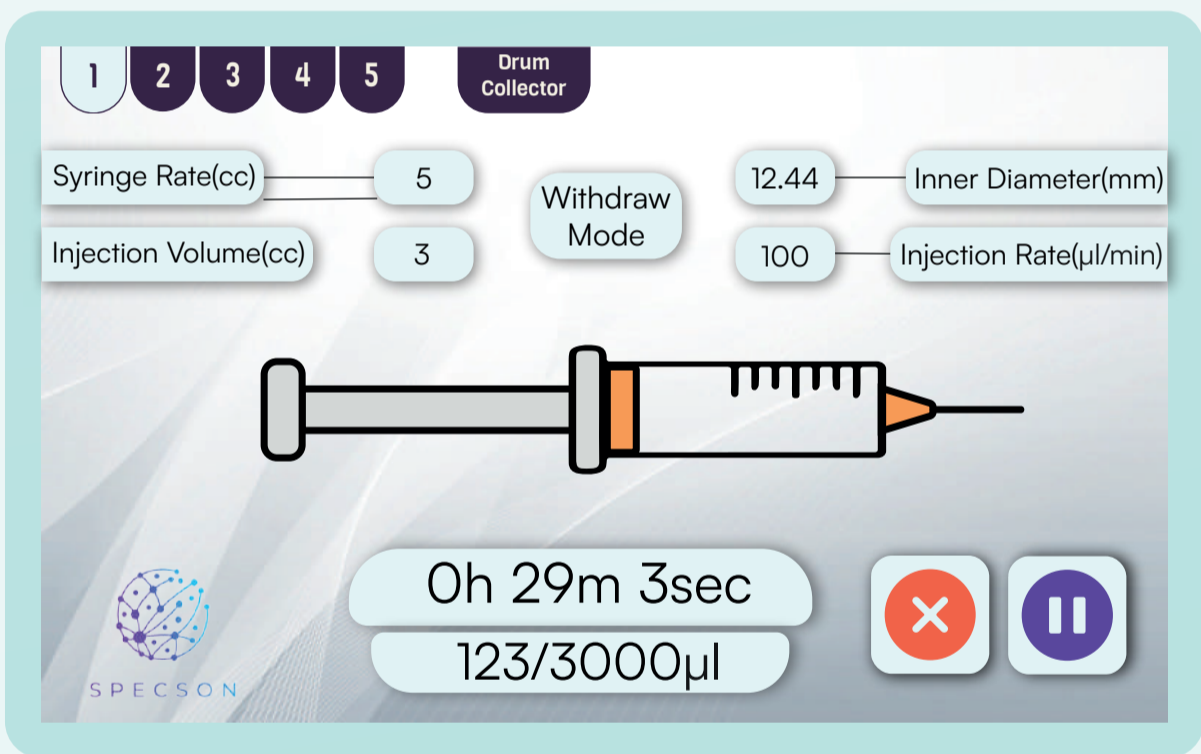 1 2 3 4 5
Drum
Collector
Syringe Rate(cc) 5
Injection Volume(cc) 3
Withdraw
Mode
12.44 Inner Diameter(mm)
100 Injection Rate(µl/min)
0h 29m 3sec
123/3000µl
SPECSON